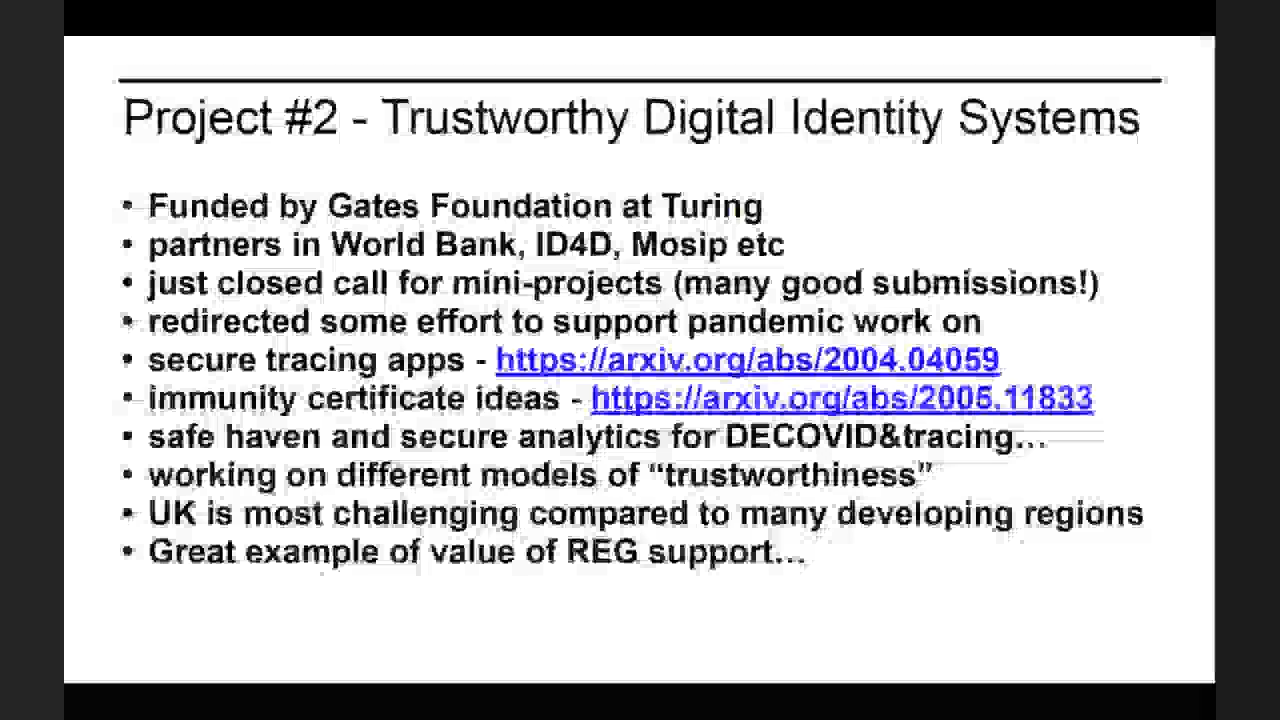 Project #2 - Trustworthy Digital Identity Systems
• Funded by Gates Foundation at Turing
• partners in World Bank, ID4D, Mosip etc
• just closed call for mini-projects (many good submissions!)
• redirected some effort to support pandemic work on
• secure tracing apps - https://arxiv.org/abs/2004.04059
• immunity certificate ideas - https://arxiv.org/abs/2005.11833
• safe haven and secure analytics for DECOVID&tracing...
• working on different models of “trustworthiness”
• UK is most challenging compared to many developing regions
• Great example of value of REG support...